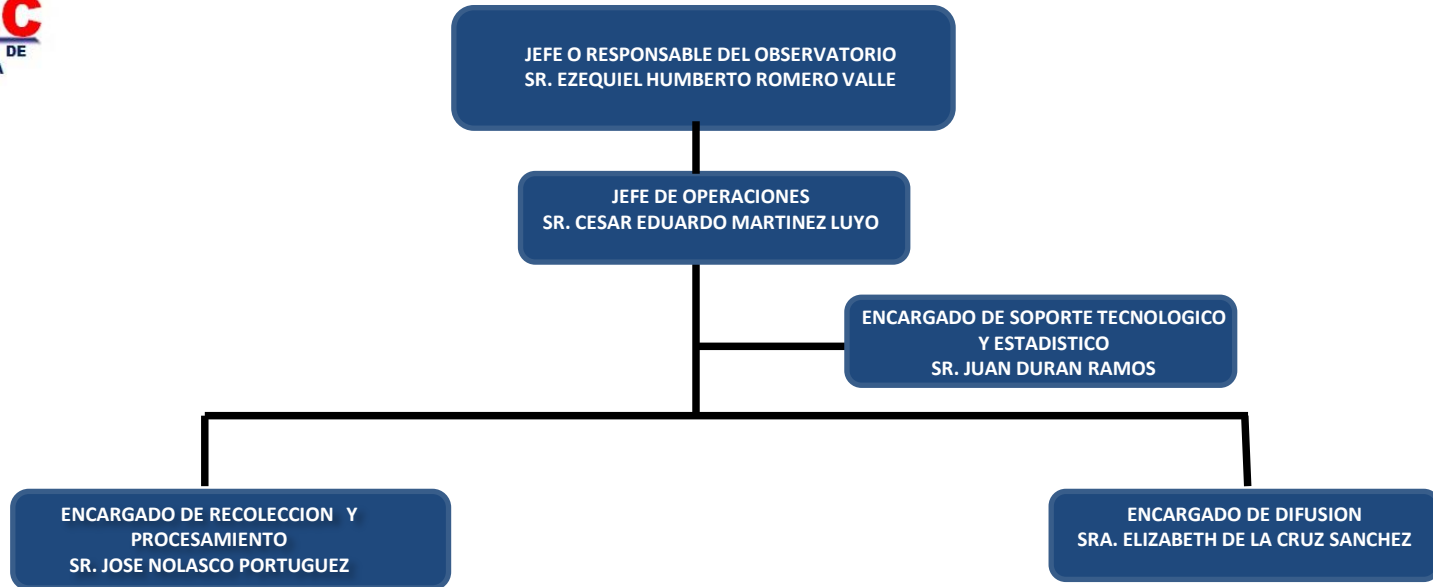 C
DE
JEFE O RESPONSABLE DEL OBSERVATORIO
SR. EZEQUIEL HUMBERTO ROMERO VALLE
JEFE DE OPERACIONES
SR. CESAR EDUARDO MARTINEZ LUYO
ENCARGADO DE SOPORTE TECNOLOGICO
Y ESTADISTICO
SR. JUAN DURAN RAMOS
ENCARGADO DE RECOLECCION Y
PROCESAMIENTO
SR. JOSE NOLASCO PORTUGUEZ
ENCARGADO DE DIFUSION
SRA. ELIZABETH DE LA CRUZ SANCHEZ